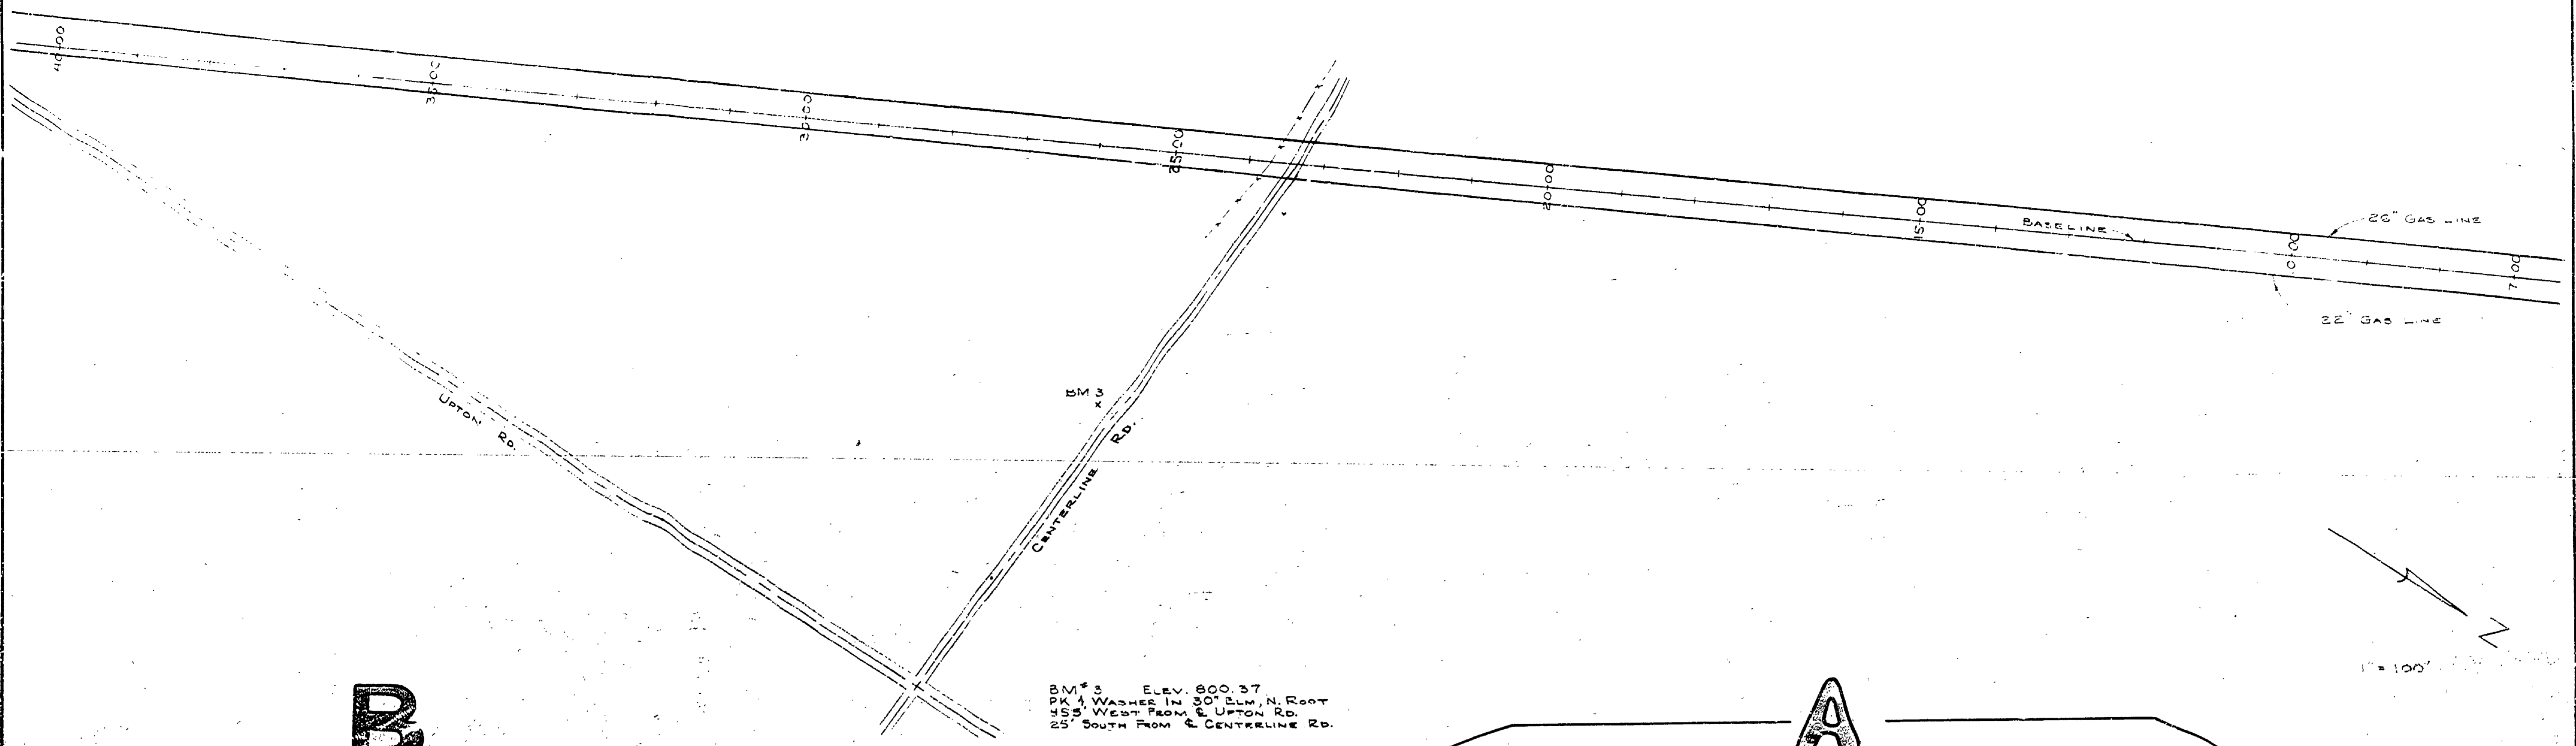 40+00
35+00
30+00
25+00
20+00
15+00
BASELINE
26" GAS LINE
10+00
7+00
22" GAS LINE
UPTON RD.
BM 3
CENTERLINE RD.
N
1" = 100'
BM #3 ELEV. 800.37
PK & WASHER IN 30" ELM, N. ROOT
WEST FROM ℄ UPTON RD.
25' SOUTH FROM ℄ CENTERLINE RD.
B
A